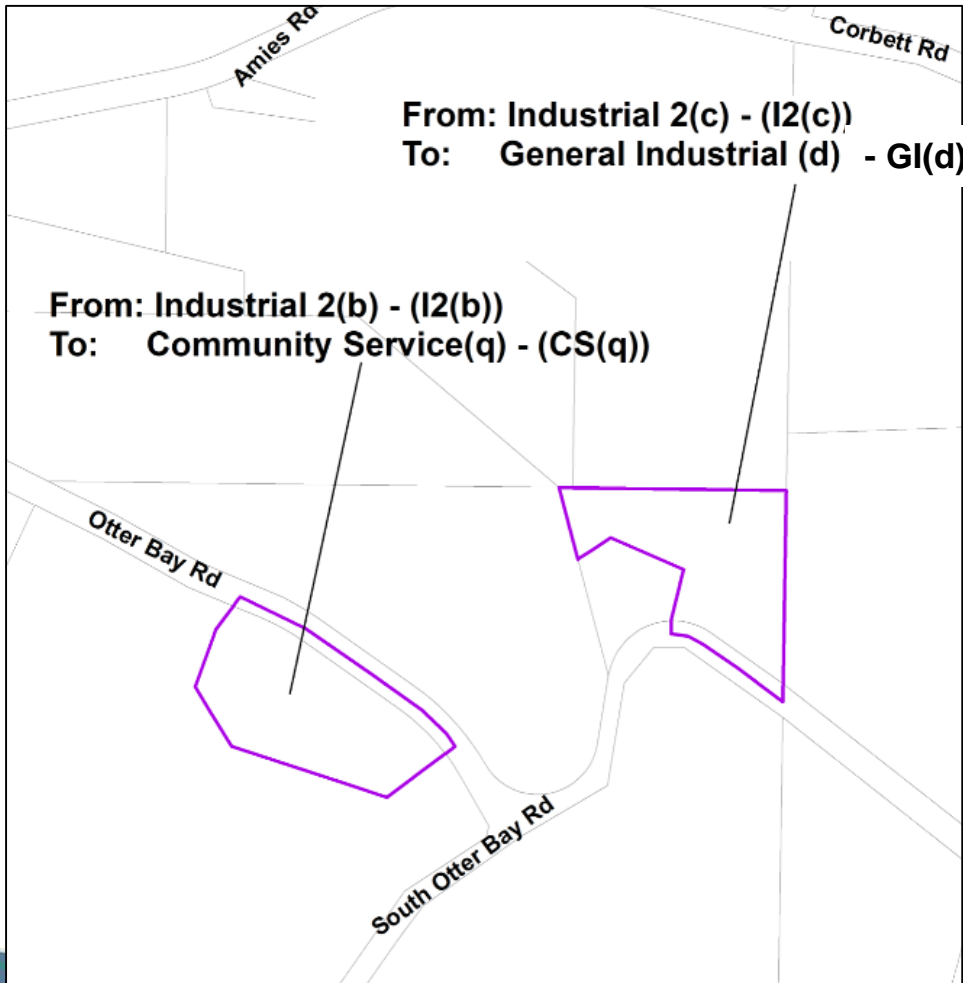 Amies Rd
Corbett Rd
From: Industrial 2(c) - (I2(c))
To: General Industrial (d) - GI(d)
From: Industrial 2(b) - (I2(b))
To: Community Service(q) - (CS(q))
Otter Bay Rd
South Otter Bay Rd